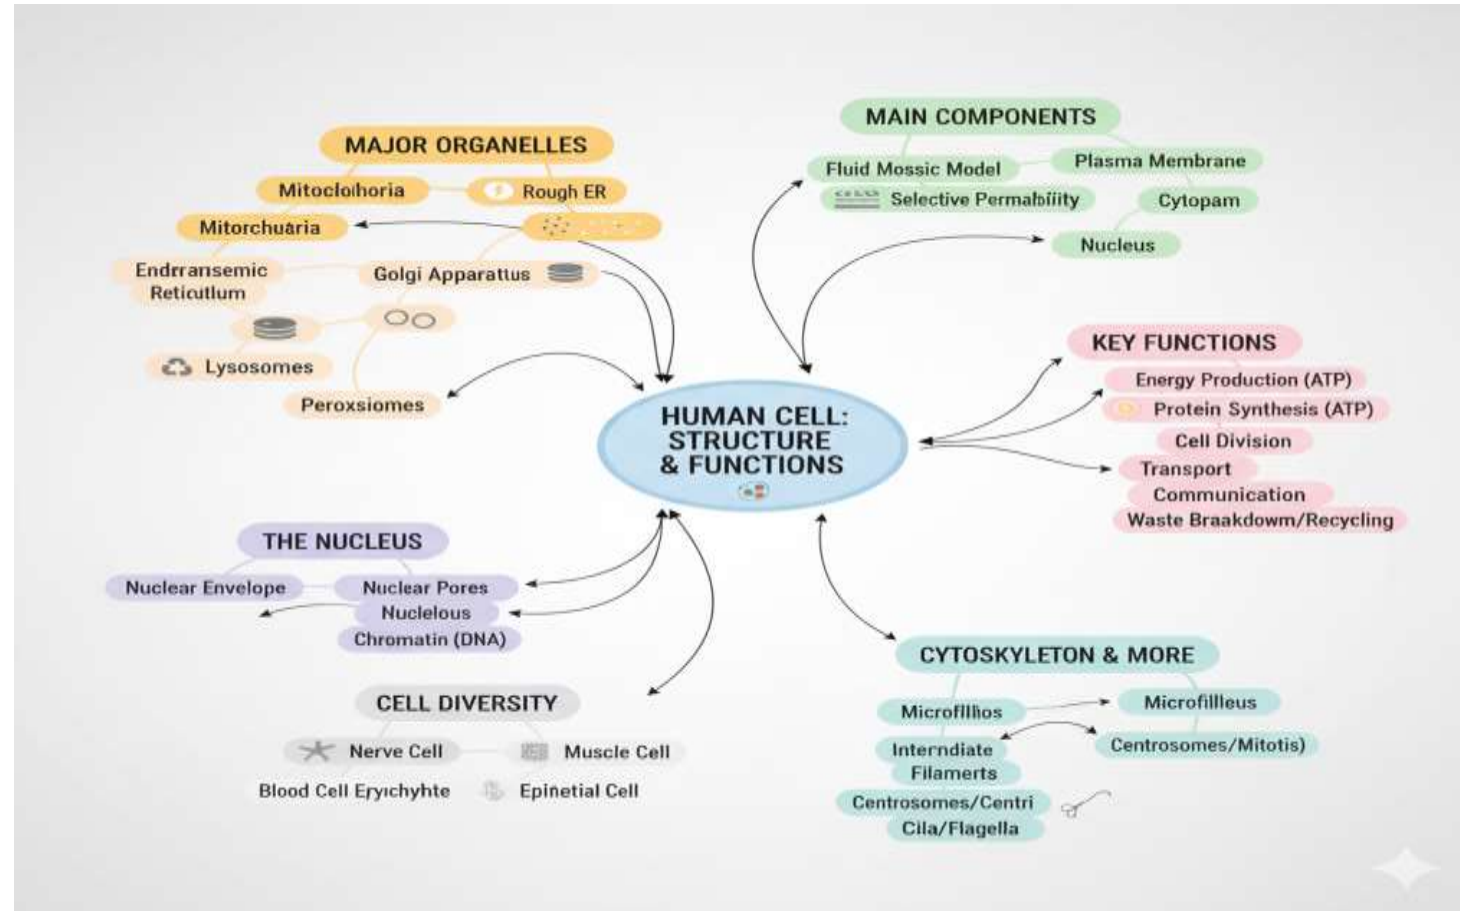 MAJOR ORGANELLES
Mitocloihoria
Rough ER
Mitorchuaria
Endrransemic
Reticutlum
Golgi Apparattus
Lysosomes
Peroxsiomes
MAIN COMPONENTS
Fluid Mossic Model
Plasma Membrane
Selective Permabiiity
Cytopam
Nucleus
KEY FUNCTIONS
Energy Production (ATP)
Protein Synthesis (ATP)
Cell Division
Transport
Communication
Waste Braakdowm/Recycling
HUMAN CELL:
STRUCTURE
& FUNCTIONS
THE NUCLEUS
Nuclear Envelope
Nuclear Pores
Nuclelous
Chromatin (DNA)
CELL DIVERSITY
Nerve Cell
Muscle Cell
Blood Cell Eryichyhte
Epinetial Cell
CYTOSKYLETON & MORE
Microfllhos
Microfillleus
Interndiate
Filamerts
Centrosomes/Mitotis)
Centrosomes/Centri
Cila/Flagella